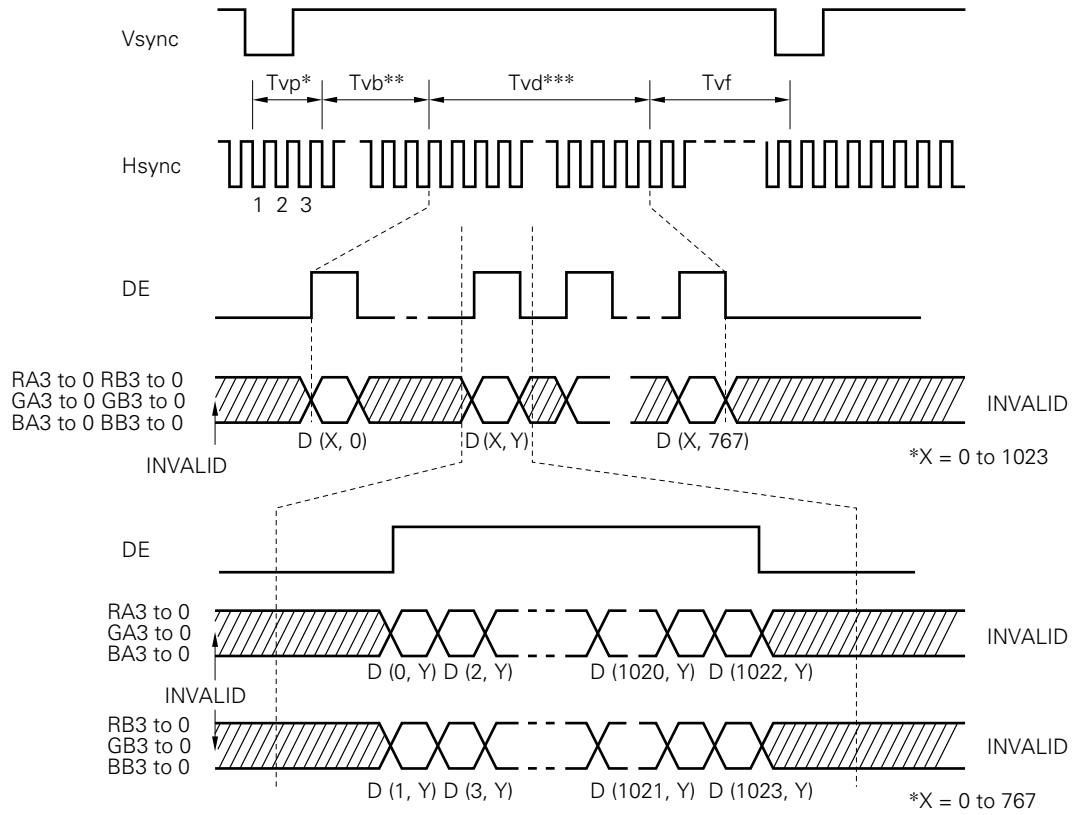 Vsync
Tvp* Tvb** Tvd*** Tvf
Hsync
1 2 3
DE
RA3 to 0 RB3 to 0
GA3 to 0 GB3 to 0
BA3 to 0 BB3 to 0
INVALID
D (X, 0) D (X, Y) D (X, 767)
INVALID
*X = 0 to 1023
DE
RA3 to 0
GA3 to 0
BA3 to 0
INVALID
D (0, Y) D (2, Y) D (1020, Y) D (1022, Y)
INVALID
RB3 to 0
GB3 to 0
BB3 to 0
INVALID
D (1, Y) D (3, Y) D (1021, Y) D (1023, Y)
*X = 0 to 767